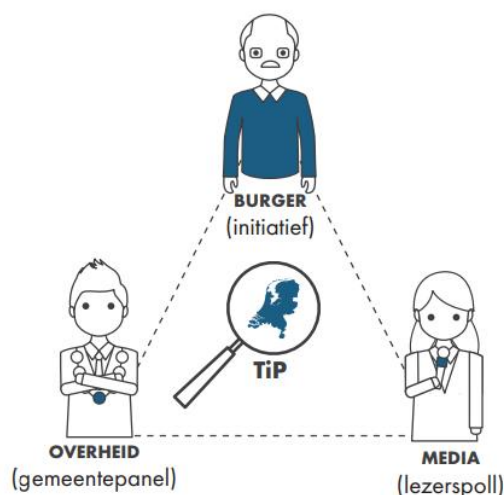 BURGER
(initiatief)
TiP
OVERHEID
(gemeentepanel)
MEDIA
(lezerspoll)